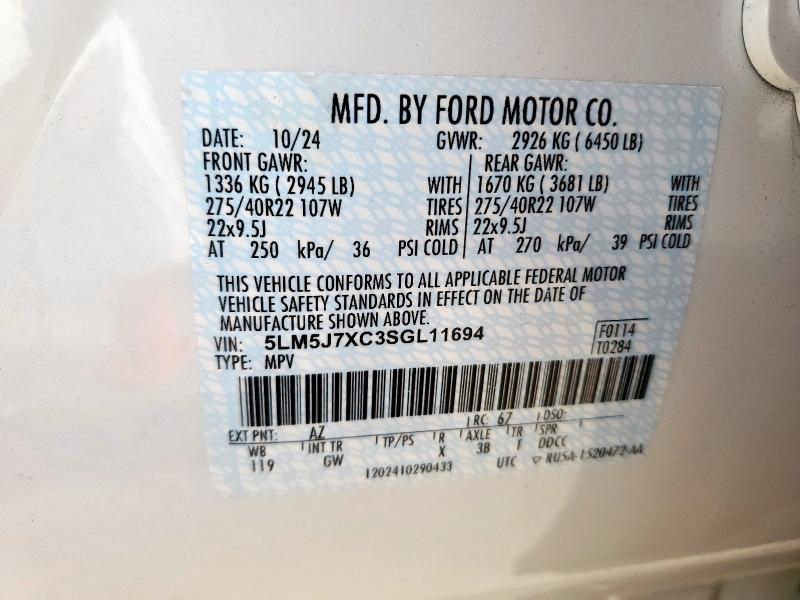 MFD. BY FORD MOTOR CO.
DATE: 10/24 GVWR: 2926 KG ( 6450 LB)
FRONT GAWR: REAR GAWR:
1336 KG ( 2945 LB) WITH 1670 KG ( 3681 LB) WITH
275/40R22 107W TIRES 275/40R22 107W TIRES
22x9.5J RIMS 22x9.5J RIMS
AT 250 kPa/ 36 PSI COLD AT 270 kPa/ 39 PSI COLD
THIS VEHICLE CONFORMS TO ALL APPLICABLE FEDERAL MOTOR
VEHICLE SAFETY STANDARDS IN EFFECT ON THE DATE OF
MANUFACTURE SHOWN ABOVE.
VIN: 5LM5J7XC3SGL11694 F0114
TYPE: MPV T0284
EXT PNT: AZ RC: 67 DSO:
WB INT TR TP/PS R AXLE TR SPR
119 GW X 3B T DDCC
1202410290433 UTC ▽ RU5A-1520472-AA